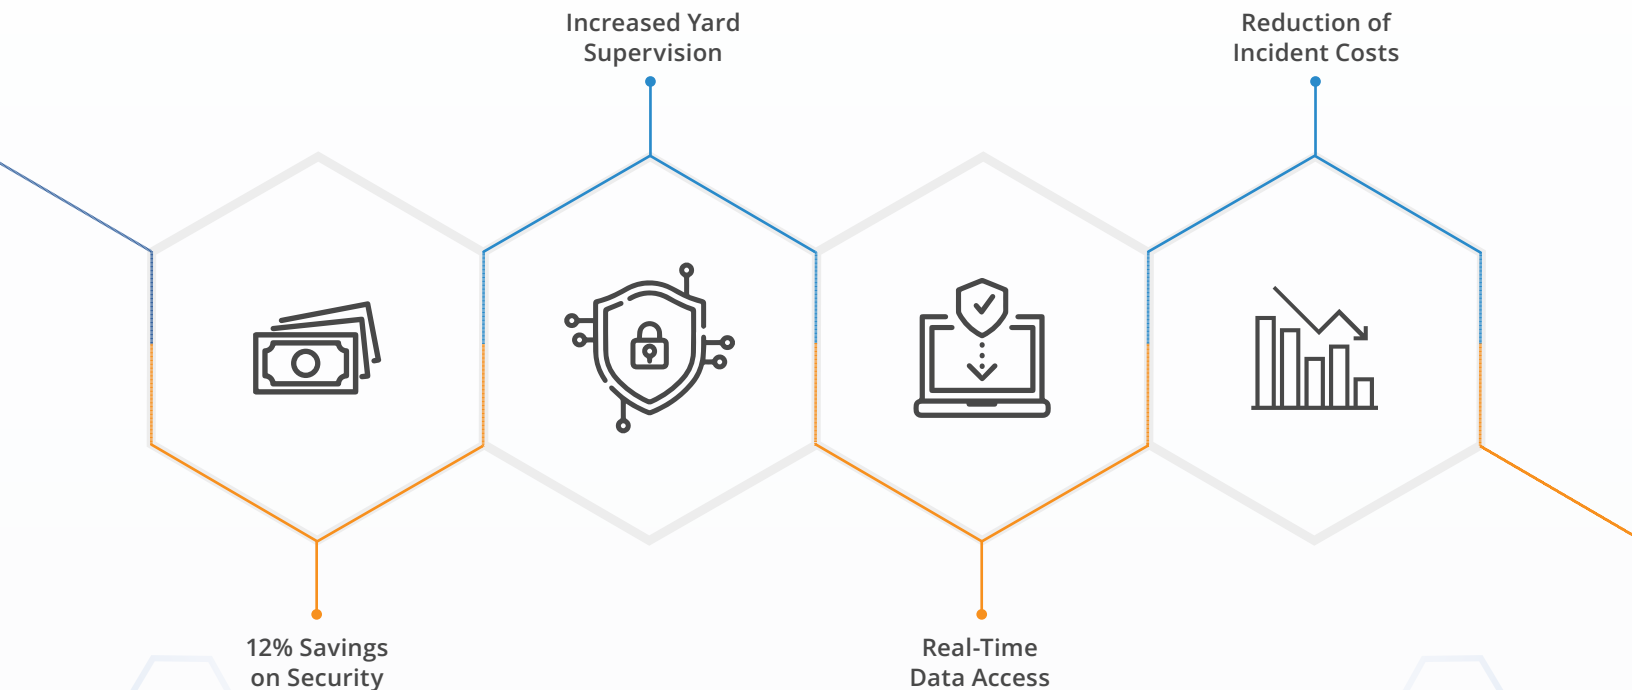 Increased Yard
Supervision
Reduction of
Incident Costs
12% Savings
on Security
Real-Time
Data Access